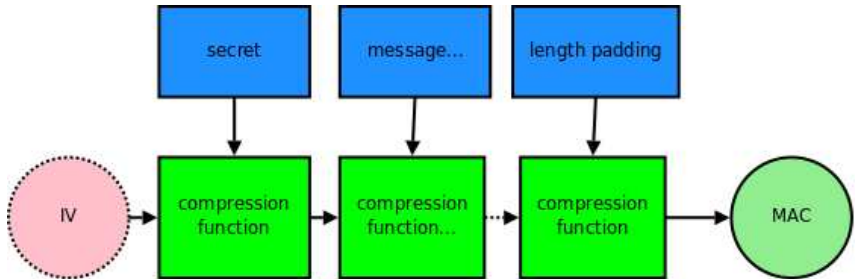 secret
message...
length padding
IV
compression
function
compression
function...
compression
function
MAC